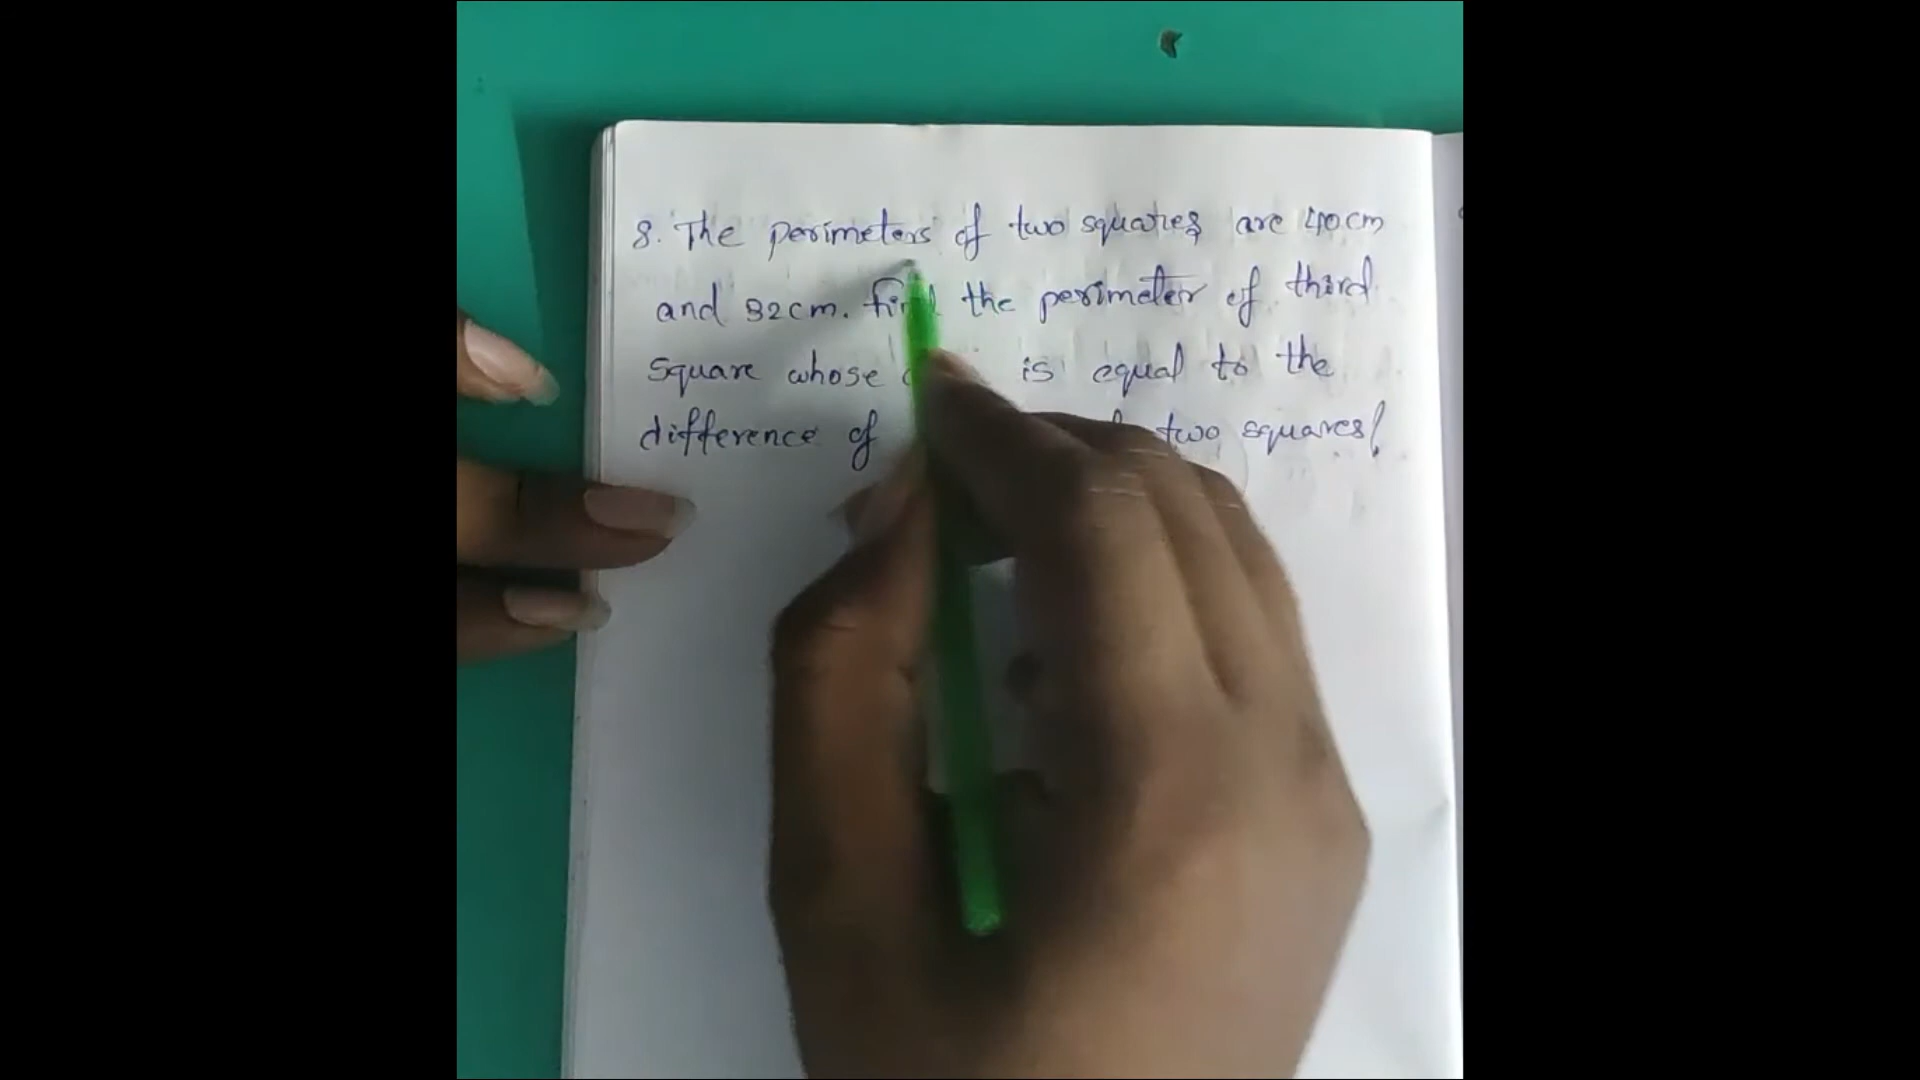 8. The perimeters of two squares are 40cm
and 32cm. find the perimeter of third
square whose is equal to the
difference of two squares?